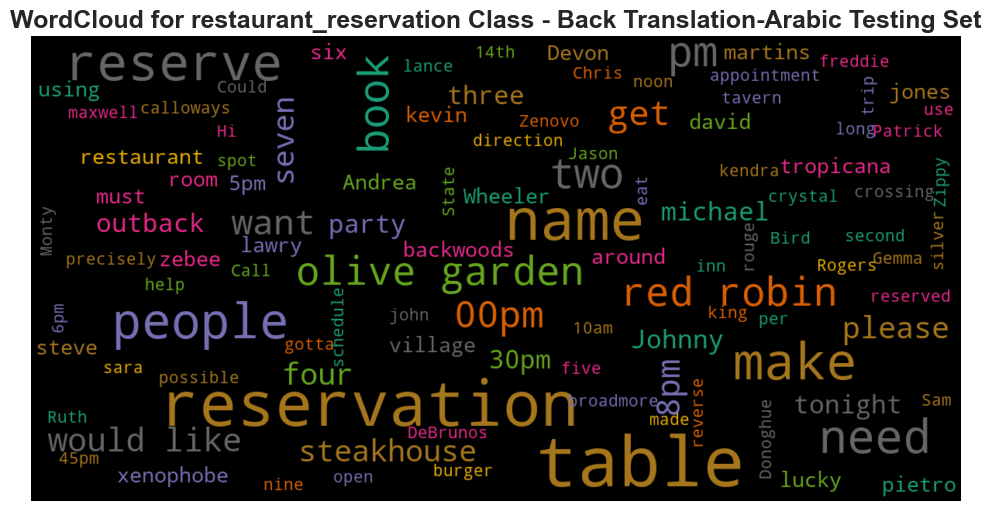 WordCloud for restaurant_reservation Class - Back Translation-Arabic Testing Set
reserve
six
book
lance
14th
Devon
Chris
pm
martins
freddie
using
Could
noon
appointment
trip
jones
maxwell
calloways
seven
three
kevin
Zenovo
get
tavern
david
use
Hi
direction
long
Patrick
restaurant
spot
Jason
two
kendra
tropicana
room
5pm
Andrea
State
Wheeler
eat
crystal
crossing
Zippy
must
outback
want
party
name
michael
Monty
lawry
backwoods
around
rouge
Bird
second
silver
precisely
zebee
Call
olive garden
inn
Rogers
Gemma
help
red robin
reserved
6pm
people
schedule
john
00pm
10am
king
per
please
steve
gotta
village
30pm
Johnny
make
sara
possible
four
five
8pm
reservation
broadmore
reverse
tonight
Sam
Ruth
would like
DeBrunos
made
Donoghue
need
45pm
steakhouse
burger
table
xenophobe
nine
open
lucky
pietro